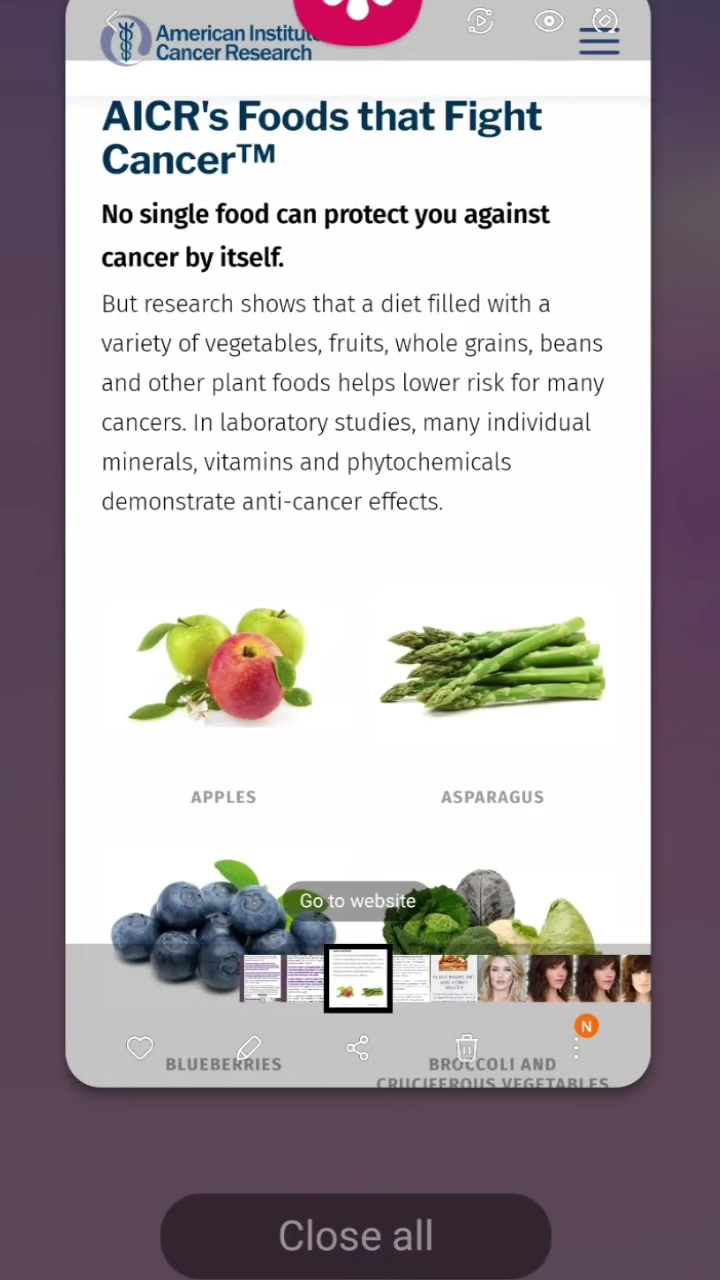 American Institu
Cancer Research
AICR's Foods that Fight
Cancer™
No single food can protect you against
cancer by itself.
But research shows that a diet filled with a
variety of vegetables, fruits, whole grains, beans
and other plant foods helps lower risk for many
cancers. In laboratory studies, many individual
minerals, vitamins and phytochemicals
demonstrate anti-cancer effects.
APPLES
ASPARAGUS
Go to website
N
BLUEBERRIES
BROCCOLI AND
CRUCIFEROUS VEGETABLES
Close all